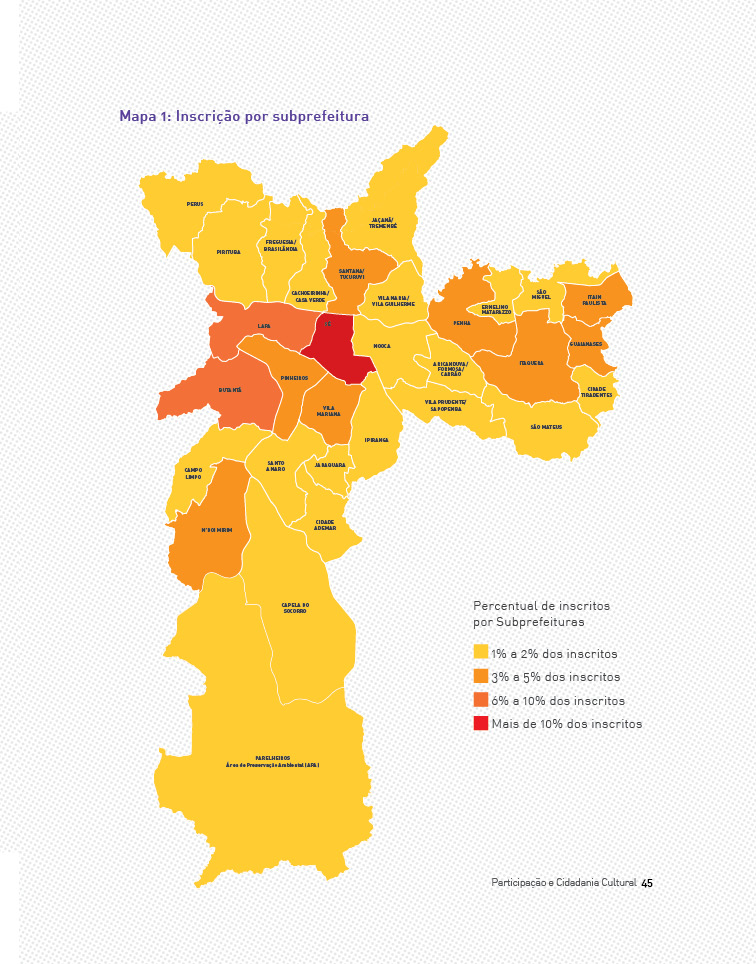 Mapa 1: Inscrição por subprefeitura
PERUS
JAÇANÃ/
TREMEMBÉ
PIRITUBA
FREGUESIA/
BRASILÂNDIA
SANTANA/
TUCURUVI
CACHOEIRINHA/
CASA VERDE
VILA MARIA/
VILA GUILHERME
SÃO
MIGUEL
ITAIM
PAULISTA
ERMELINO
MATARAZZO
LAPA
SÉ
PENHA
MOOCA
GUAIANASES
ITAQUERA
ARICANDUVA/
FORMOSA/
CARRÃO
PINHEIROS
BUTANTÃ
CIDADE
TIRADENTES
VILA
MARIANA
VILA PRUDENTE/
SAPOPEMBA
SÃO MATEUS
IPIRANGA
SANTO
AMARO
JABAQUARA
CAMPO
LIMPO
CIDADE
ADEMAR
M'BOI MIRIM
CAPELA DO
SOCORRO
PARELHEIROS
Área de Preservação Ambiental (APA)
Percentual de inscritos
por Subprefeituras
1% a 2% dos inscritos
3% a 5% dos inscritos
6% a 10% dos inscritos
Mais de 10% dos inscritos
Participação e Cidadania Cultural 45